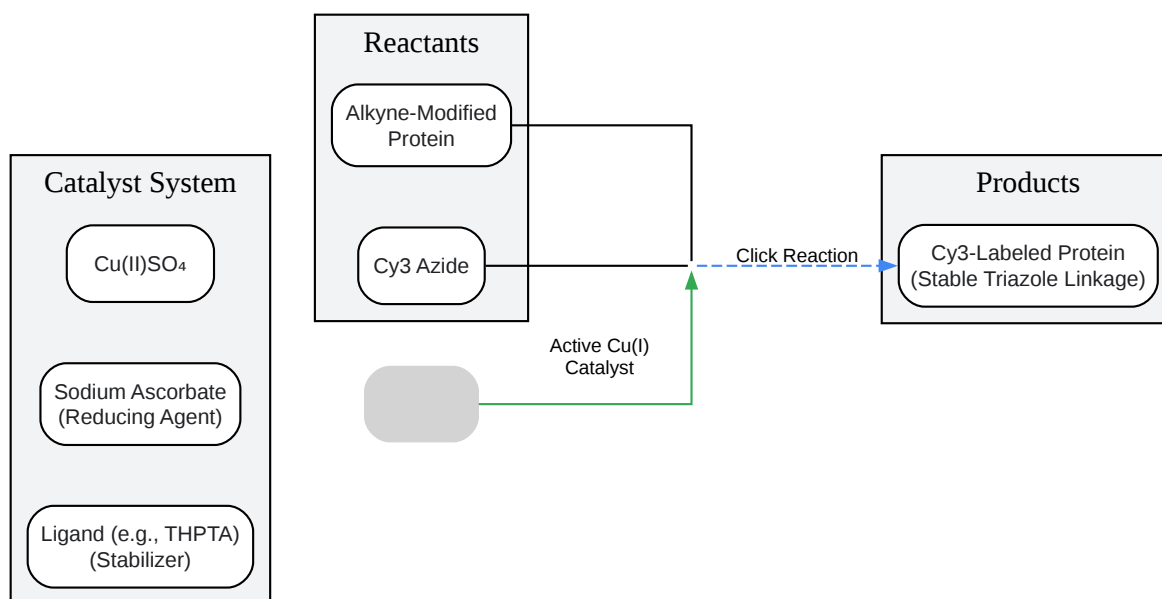 Reactants
Alkyne-Modified
Protein
Cy3 Azide
Catalyst System
Cu(II)SO₄
Sodium Ascorbate
(Reducing Agent)
Ligand (e.g., THPTA)
(Stabilizer)
Active Cu(I)
Catalyst
Click Reaction
Products
Cy3-Labeled Protein
(Stable Triazole Linkage)